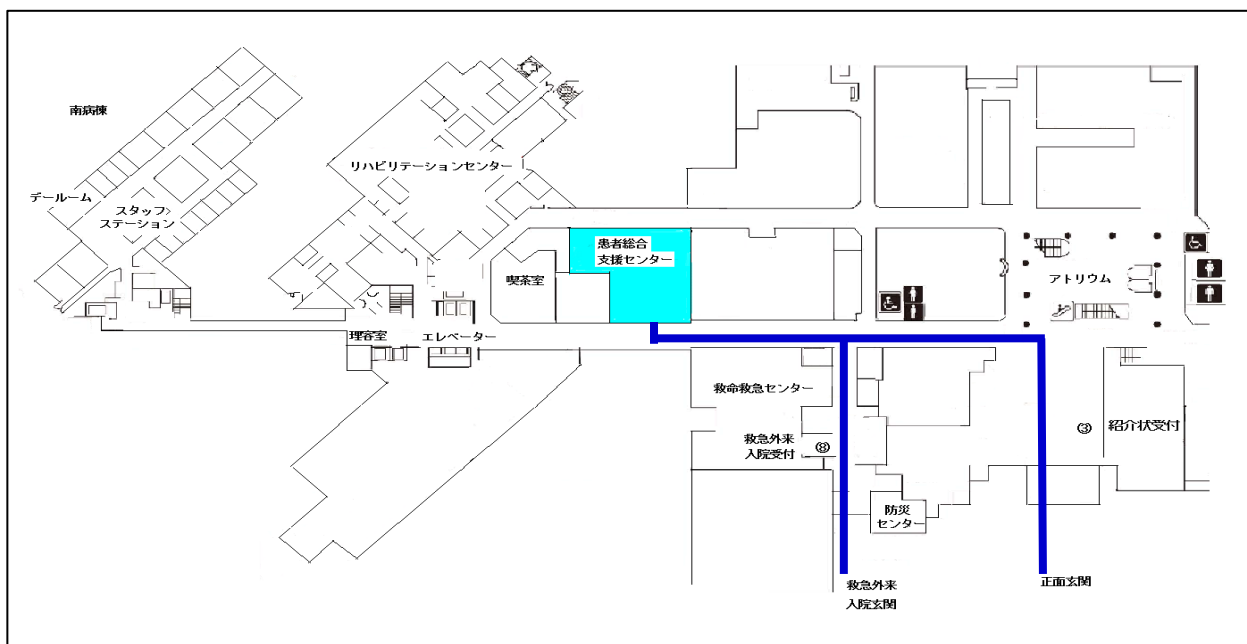 南病棟
リハビリテーションセンター
デールーム
スタッフ
ステーション
患者総合
支援センター
喫茶室
アトリウム
理容室
エレベーター
救命救急センター
救急外来
入院受付
⑧
③
紹介状受付
防災
センター
救急外来
入院玄関
正面玄関